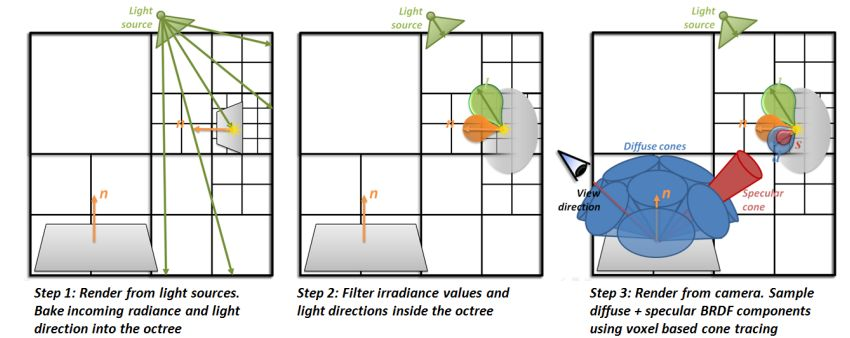 Light
source
n
n
Step 1: Render from light sources.
Bake incoming radiance and light
direction into the octree
Light
source
l
n
n
Step 2: Filter irradiance values and
light directions inside the octree
Light
source
l
n
s
d
Diffuse cones
View
direction
n
Specular
cone
Step 3: Render from camera. Sample
diffuse + specular BRDF components
using voxel based cone tracing